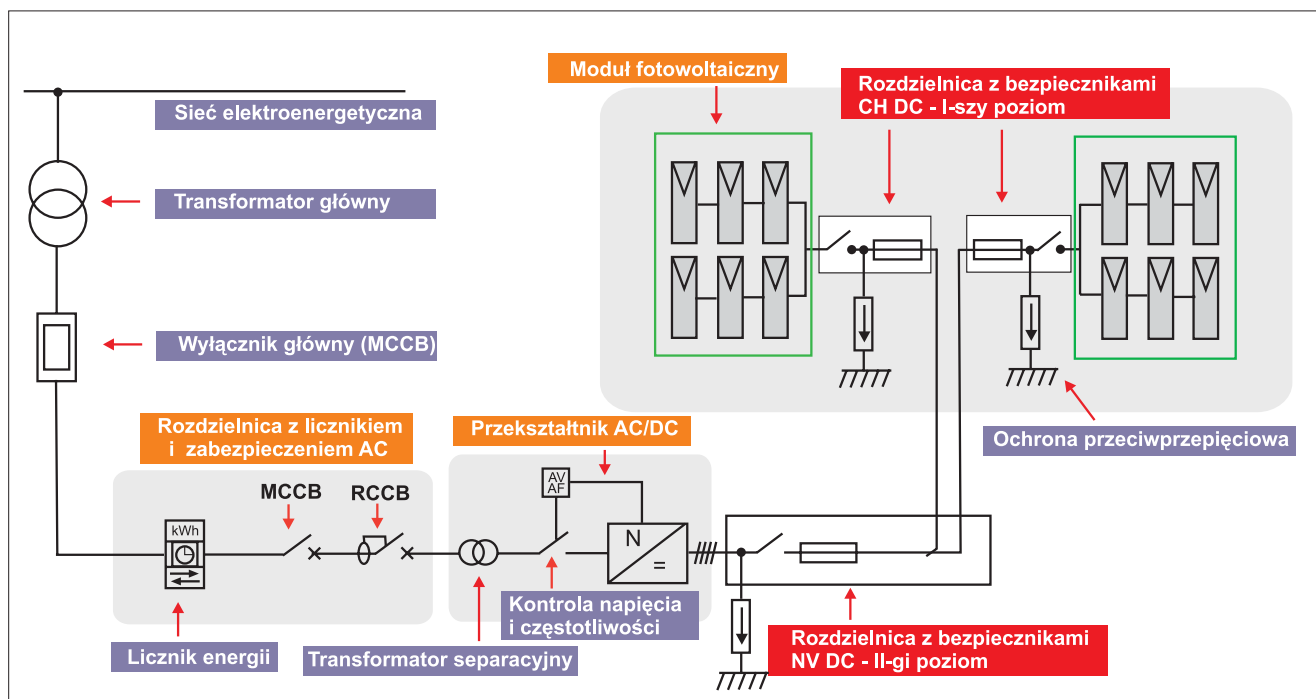 Moduł fotowoltaiczny
Rozdzielnica z bezpiecznikami
CH DC - I-szy poziom
Sieć elektroenergetyczna
Transformator główny
Wyłącznik główny (MCCB)
Rozdzielnica z licznikiem
i zabezpieczeniem AC
Przekształtnik AC/DC
Ochrona przeciwprzepięciowa
MCCB
RCCB
AV
AF
kWh
N
=
Kontrola napięcia
i częstotliwości
Licznik energii
Transformator separacyjny
Rozdzielnica z bezpiecznikami
NV DC - II-gi poziom